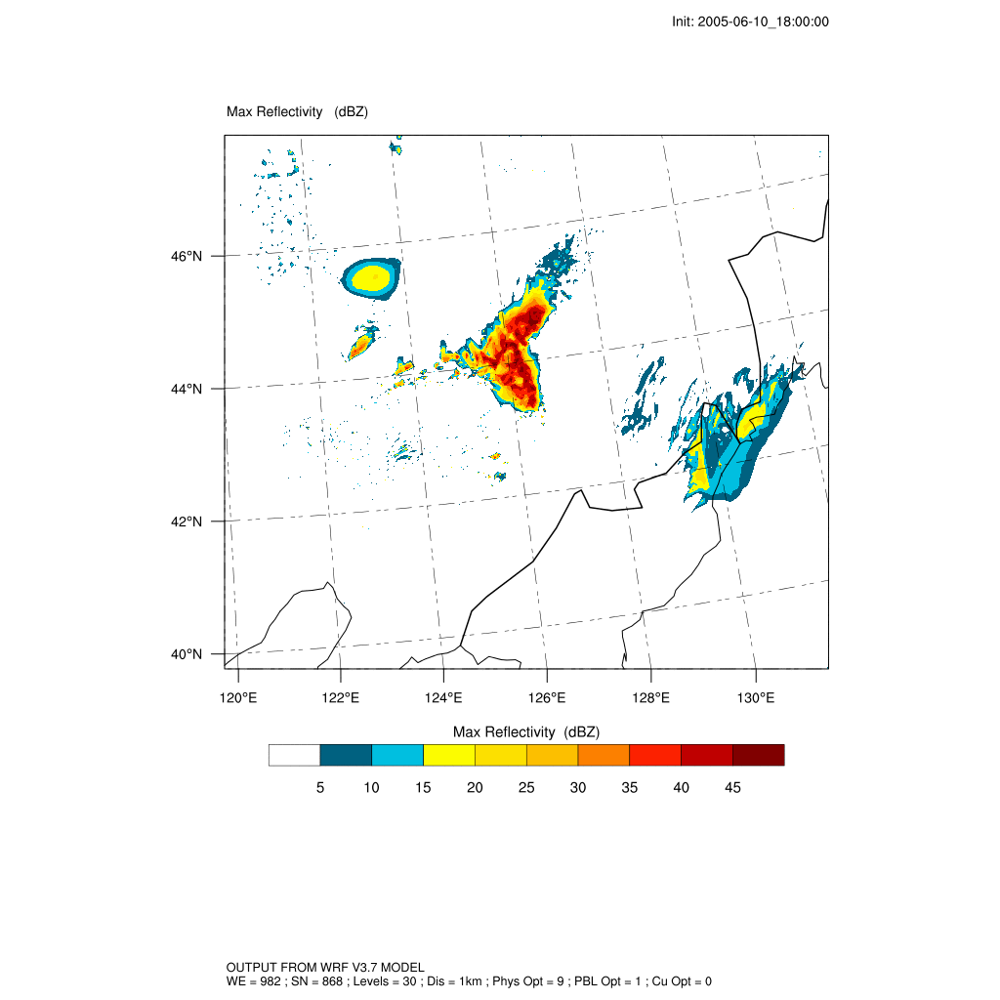 Init: 2005-06-10_18:00:00
Max Reflectivity (dBZ)
46°N
44°N
42°N
40°N
120°E 122°E 124°E 126°E 128°E 130°E
Max Reflectivity (dBZ)
5 10 15 20 25 30 35 40 45
OUTPUT FROM WRF V3.7 MODEL
WE = 982 ; SN = 868 ; Levels = 30 ; Dis = 1km ; Phys Opt = 9 ; PBL Opt = 1 ; Cu Opt = 0